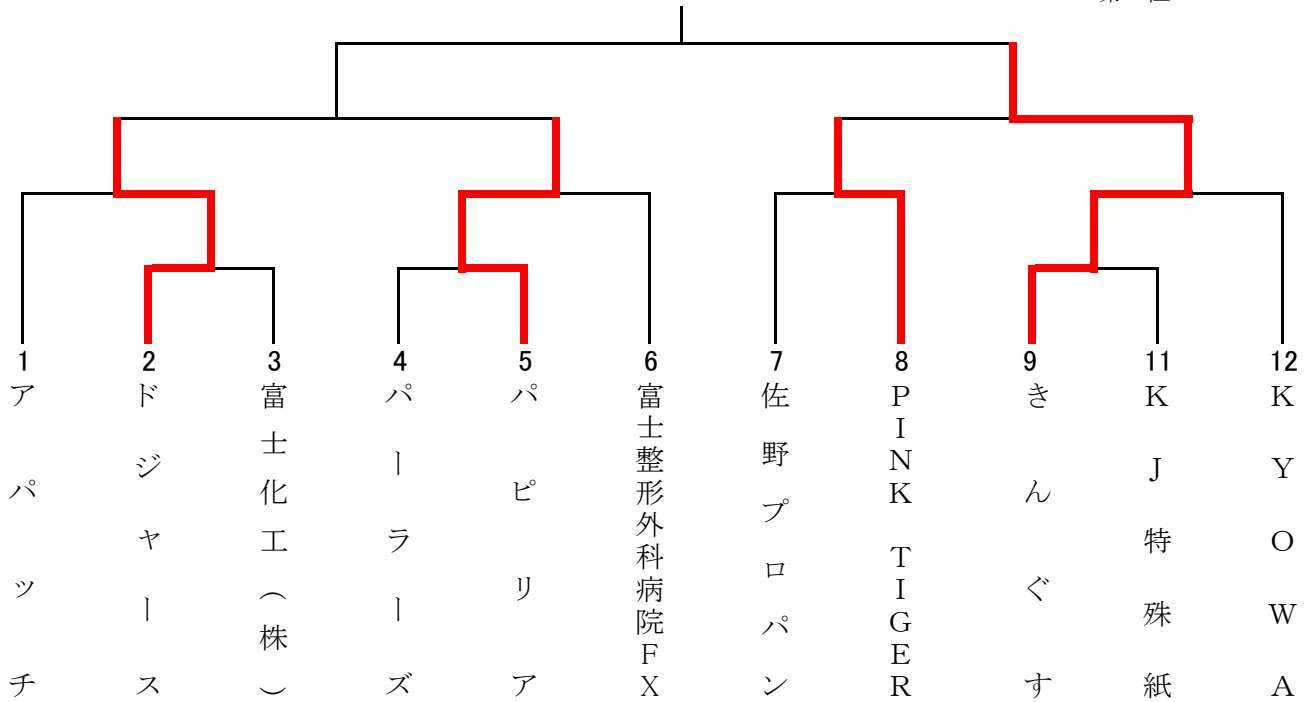 1
2
3
4
5
6
7
8
9
11
12
アパッチ
ドジャース
富士化工(株)
パーラーズ
パピリア
富士整形外科病院FX
佐野プロパン
PINK TIGER
きんぐす
KJ特殊紙
KYOWA